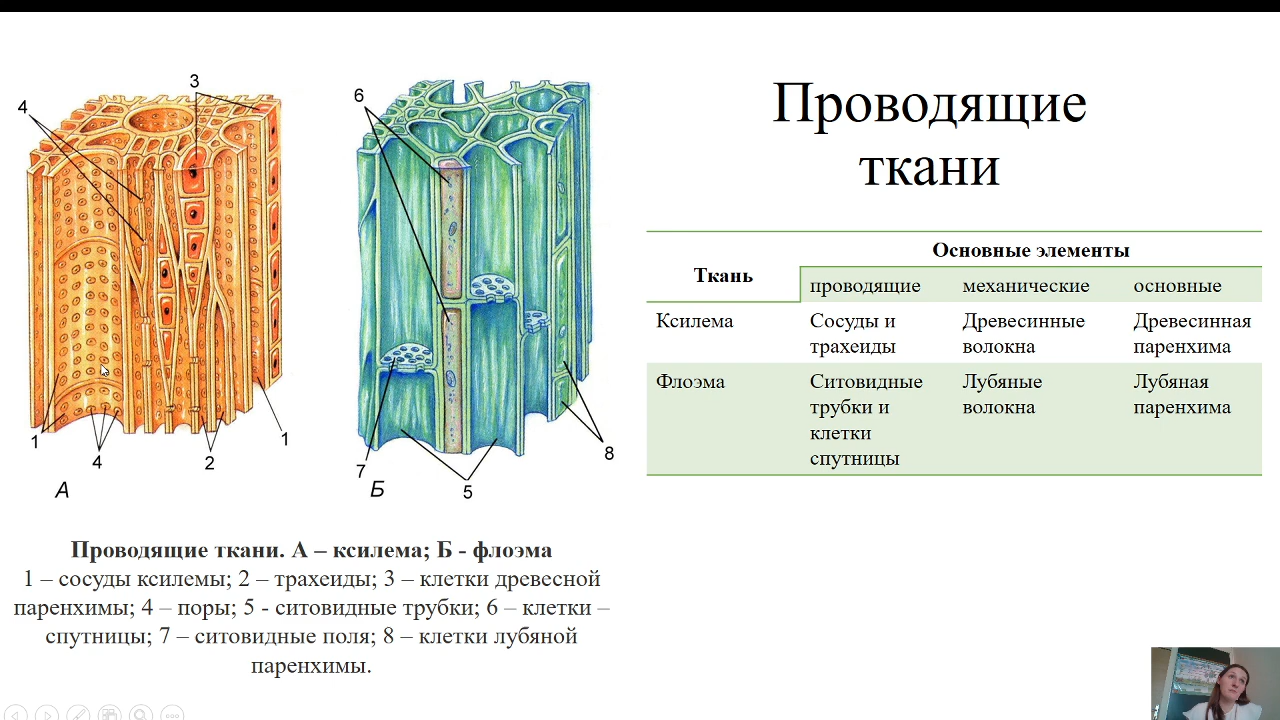 Проводящие
ткани
3
4
6
1
4
2
1
7
5
8
А
Б
Основные элементы
Ткань
проводящие механические основные
Ксилема Сосуды и Древесинные Древесинная
трахеиды волокна паренхима
Флоэма Ситовидные Лубяные Лубяная
трубки и волокна паренхима
клетки
спутницы
Проводящие ткани. А – ксилема; Б - флоэма
1 – сосуды ксилемы; 2 – трахеиды; 3 – клетки древесной
паренхимы; 4 – поры; 5 - ситовидные трубки; 6 – клетки –
спутницы; 7 – ситовидные поля; 8 – клетки лубяной
паренхимы.